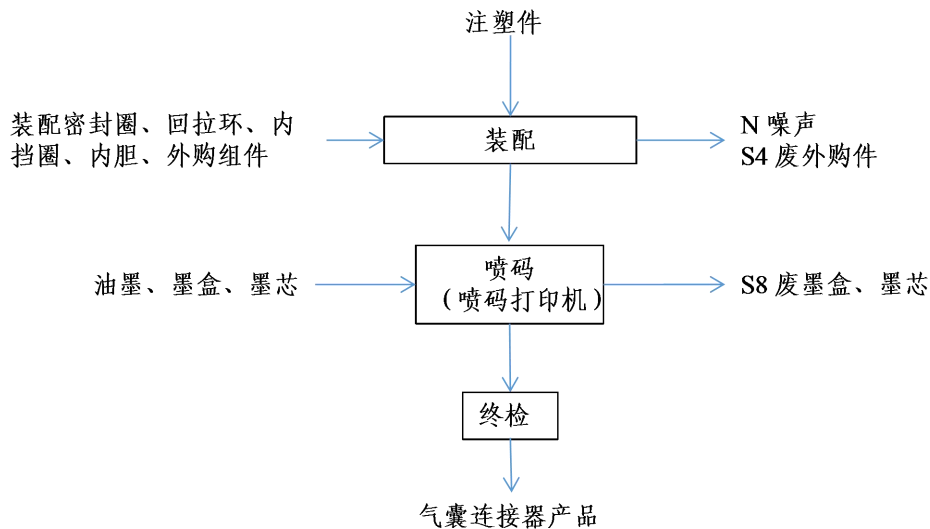 注塑件
装配密封圈、回拉环、内
挡圈、内胆、外购组件
装配
N 噪声
S4 废外购件
油墨、墨盒、墨芯
喷码
（喷码打印机）
S8 废墨盒、墨芯
终检
气囊连接器产品